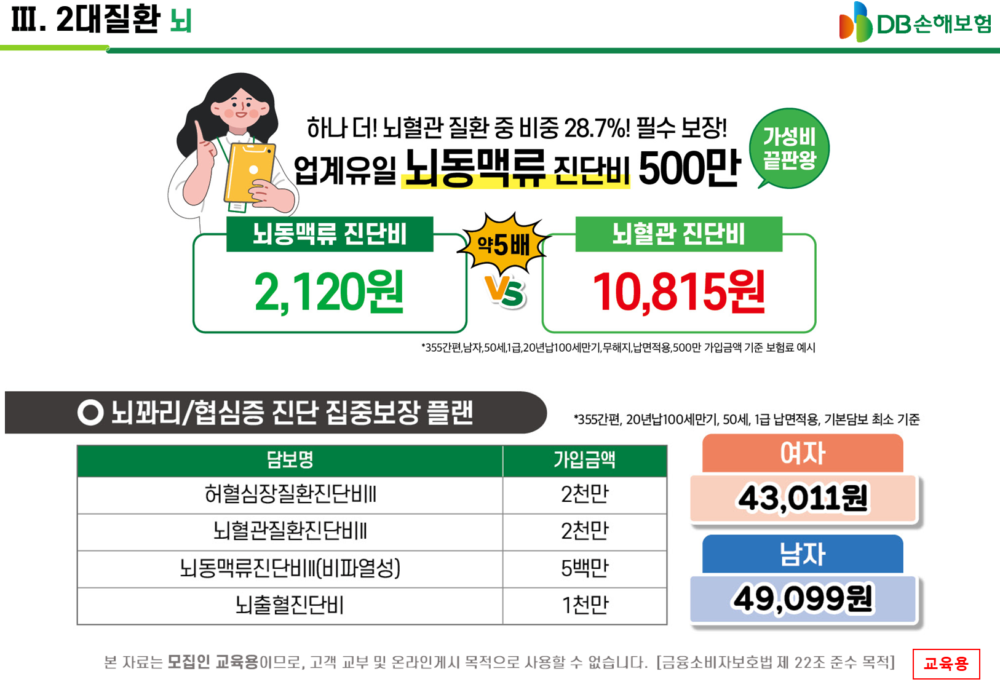 Ⅲ. 2대질환 뇌
DB손해보험
하나 더! 뇌혈관 질환 중 비중 28.7%! 필수 보장!
업계유일 뇌동맥류 진단비 500만
가성비
끝판왕
뇌동맥류 진단비
2,120원
약5배
VS
뇌혈관 진단비
10,815원
*355간편,남자,50세,1급,20년납100세만기,무해지,납면적용,500만 가입금액 기준 보험료 예시
뇌꽈리/협심증 진단 집중보장 플랜
*355간편, 20년납100세만기, 50세, 1급 납면적용, 기본담보 최소 기준
담보명 가입금액
허혈심장질환진단비Ⅱ 2천만
뇌혈관질환진단비Ⅱ 2천만
뇌동맥류진단비Ⅱ(비파열성) 5백만
뇌출혈진단비 1천만
여자
43,011원
남자
49,099원
본 자료는 모집인 교육용이므로, 고객 교부 및 온라인게시 목적으로 사용할 수 없습니다. [금융소비자보호법 제 22조 준수 목적]
교육용